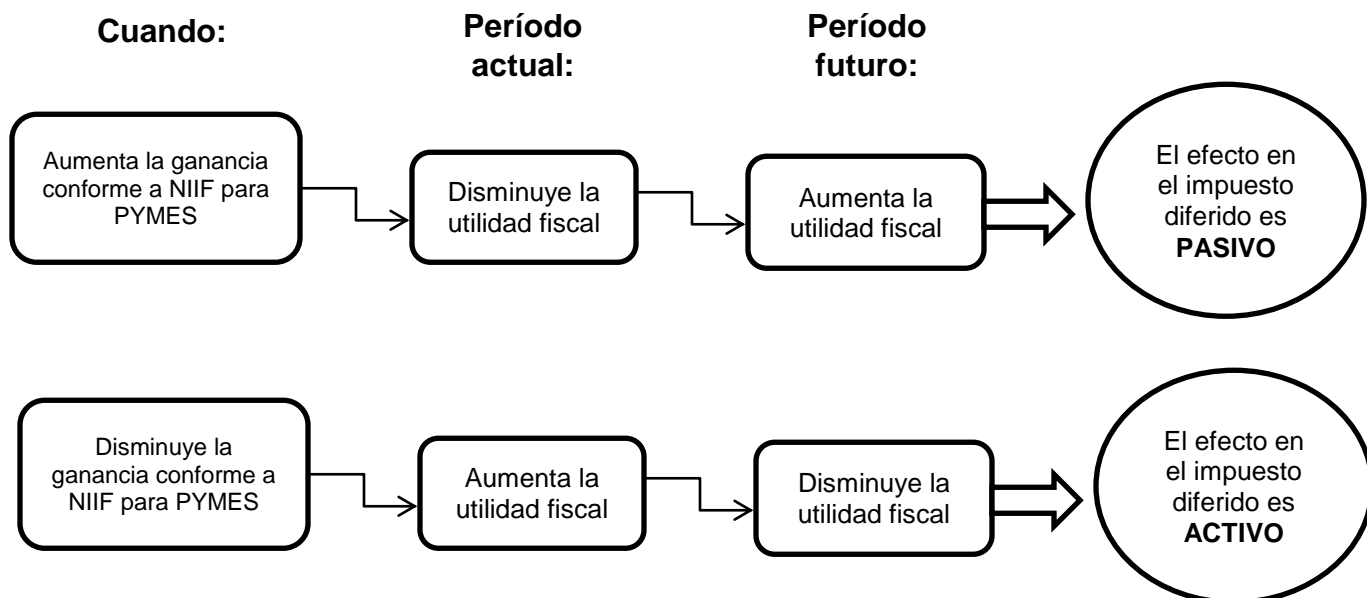 Cuando:
Período
actual:
Período
futuro:
Aumenta la ganancia
conforme a NIIF para
PYMES
Disminuye la
utilidad fiscal
Aumenta la
utilidad fiscal
El efecto en
el impuesto
diferido es
PASIVO
Disminuye la
ganancia conforme a
NIIF para PYMES
Aumenta la
utilidad fiscal
Disminuye la
utilidad fiscal
El efecto en
el impuesto
diferido es
ACTIVO